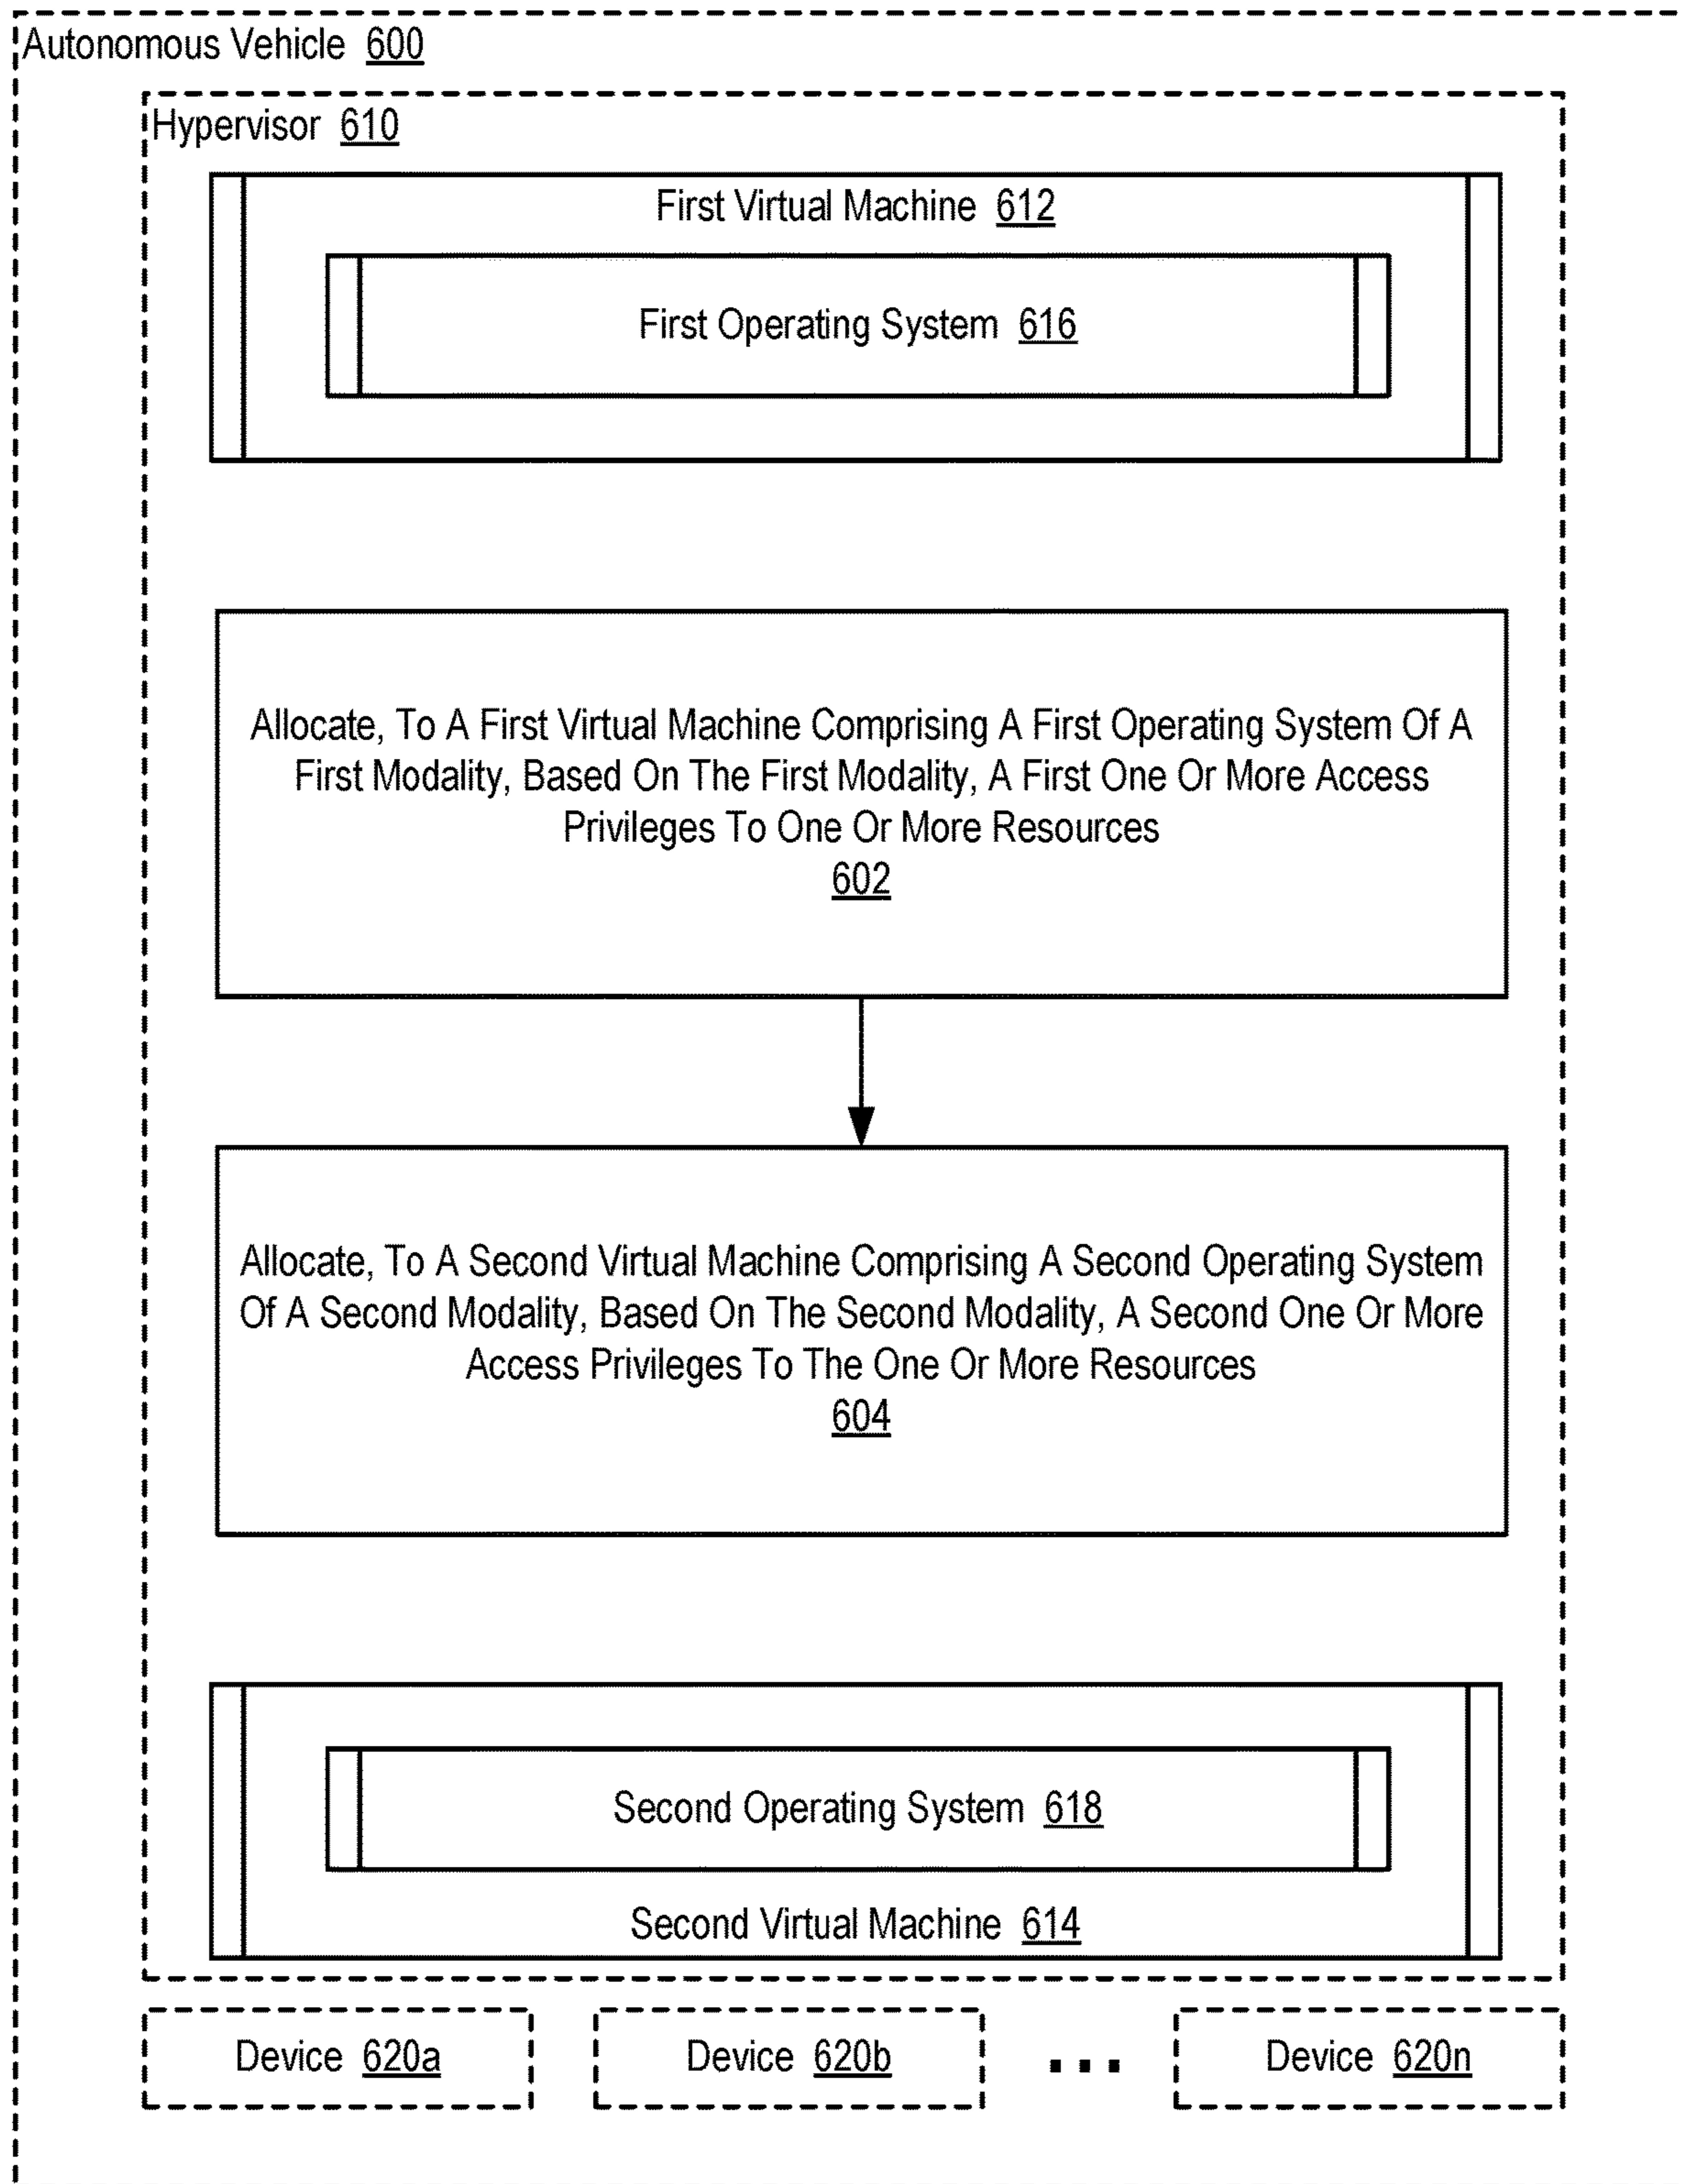 Autonomous Vehicle 600
Hypervisor 610
First Virtual Machine 612
First Operating System 616
Allocate, To A First Virtual Machine Comprising A First Operating System Of A
First Modality, Based On The First Modality, A First One Or More Access
Privileges To One Or More Resources
602
Allocate, To A Second Virtual Machine Comprising A Second Operating System
Of A Second Modality, Based On The Second Modality, A Second One Or More
Access Privileges To The One Or More Resources
604
Second Operating System 618
Second Virtual Machine 614
Device 620a Device 620b ... Device 620n